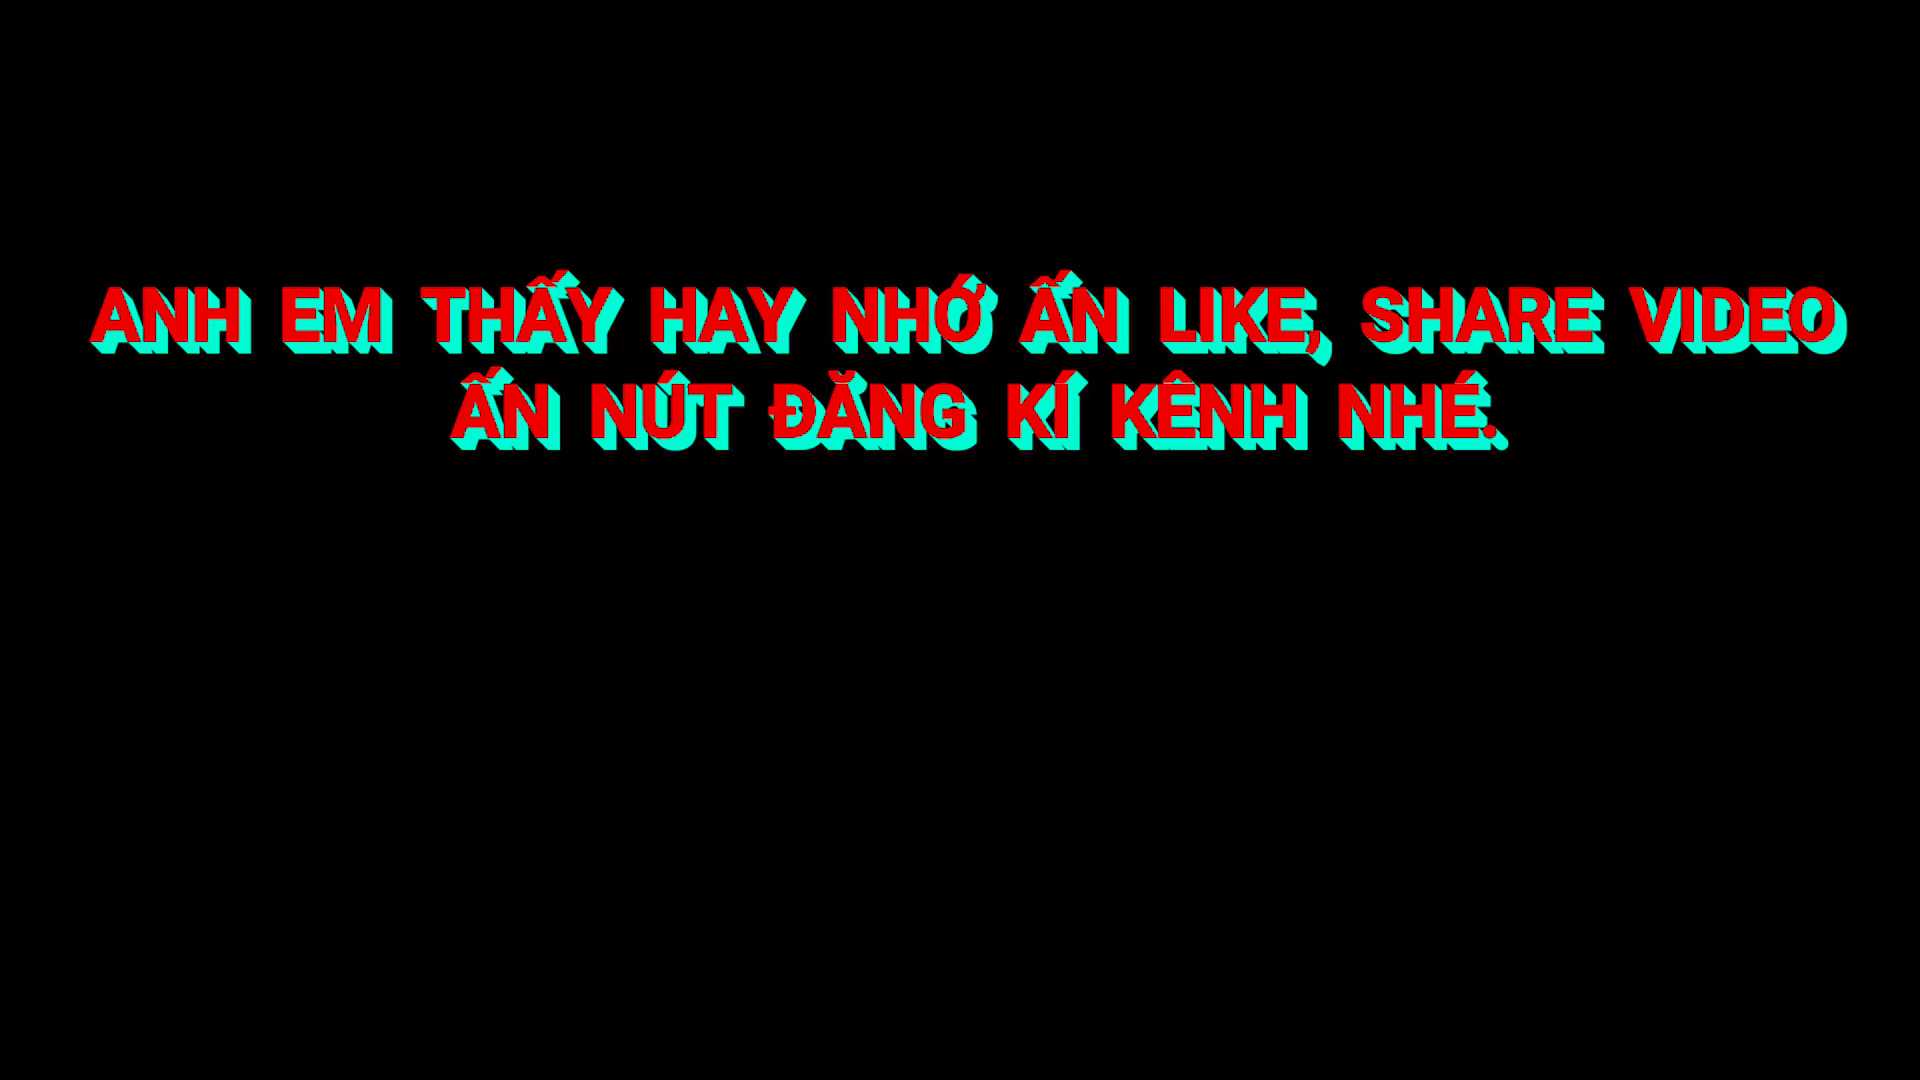 ANH EM THẤY HAY NHỚ ẤN LIKE, SHARE VIDEO
ẤN NÚT ĐĂNG KÍ KÊNH NHÉ.